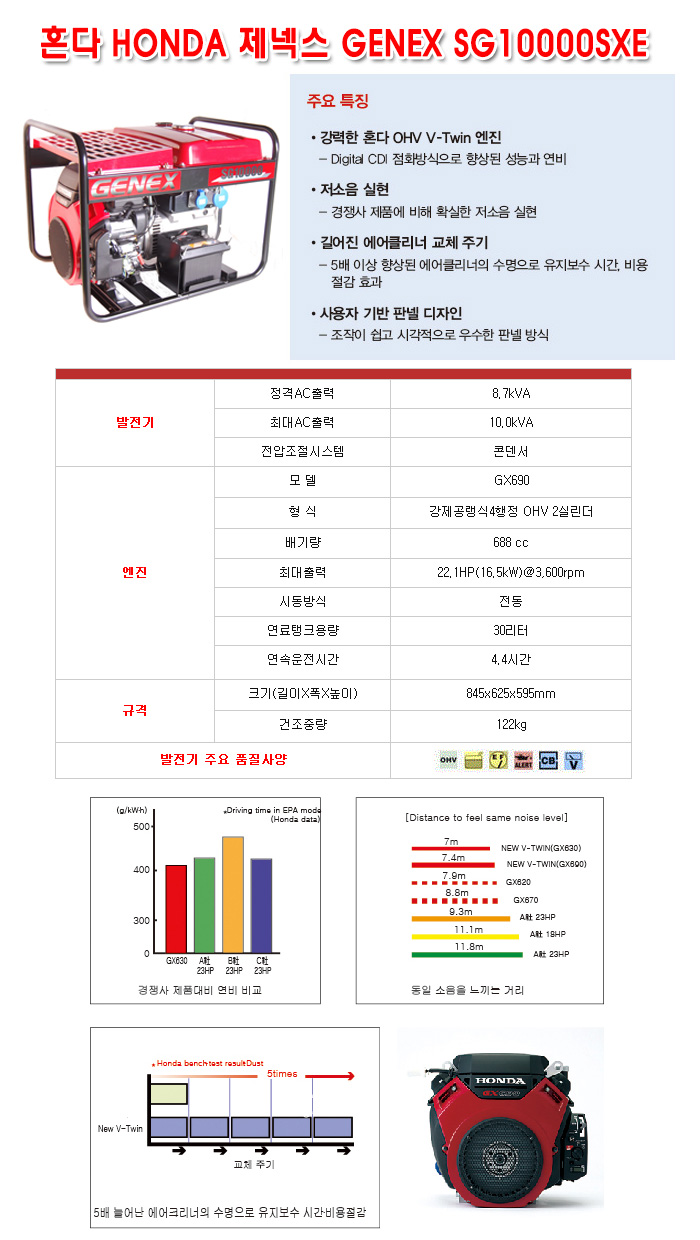 혼다 HONDA 제넥스 GENEX SG10000SXE
GENEX
SG10000
주요 특징
• 강력한 혼다 OHV V-Twin 엔진
– Digital CDI 점화방식으로 향상된 성능과 연비
• 저소음 실현
– 경쟁사 제품에 비해 확실한 저소음 실현
• 길어진 에어클리너 교체 주기
– 5배 이상 향상된 에어클리너의 수명으로 유지보수 시간, 비용
절감 효과
• 사용자 기반 판넬 디자인
– 조작이 쉽고 시각적으로 우수한 판넬 방식
발전기
정격AC출력 8.7kVA
최대AC출력 10.0kVA
전압조절시스템 콘덴서
엔진
모 델 GX690
형 식 강제공랭식4행정 OHV 2실린더
배기량 688 cc
최대출력 22.1HP(16.5kW)@3,600rpm
시동방식 전동
연료탱크용량 30리터
연속운전시간 4.4시간
규격
크기(길이X폭X높이) 845x625x595mm
건조중량 122kg
발전기 주요 품질사양
OHV
ALERT
CB
V
(g/kW·h)
*Driving time in EPA mode
(Honda data)
500
400
300
0
GX630
A社 23HP
B社 23HP
C社 23HP
경쟁사 제품대비 연비 비교
[Distance to feel same noise level]
7m NEW V-TWIN(GX630)
7.4m NEW V-TWIN(GX690)
7.9m GX620
8.8m GX670
9.3m A社 23HP
11.1m A社 18HP
11.8m A社 23HP
동일 소음을 느끼는 거리
* Honda bench-test result-Dust
5times
New V-Twin
교체 주기
5배 늘어난 에어크리너의 수명으로 유지보수 시간·비용절감
HONDA